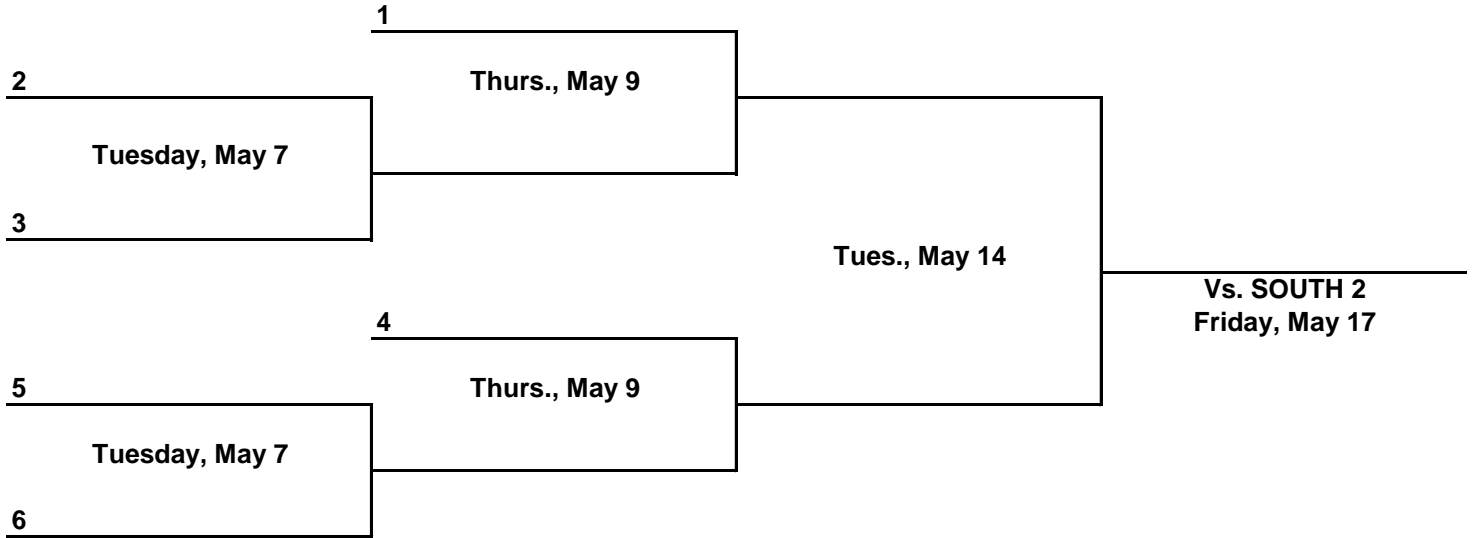 1
2
Thurs., May 9
Tuesday, May 7
3
Tues., May 14
Vs. SOUTH 2
Friday, May 17
4
5
Thurs., May 9
Tuesday, May 7
6